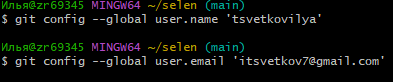 Илья@zr69345 MINGW64 ~/selen (main)
$ git config --global user.name 'tsvetkovilya'
Илья@zr69345 MINGW64 ~/selen (main)
$ git config --global user.email 'itsvetkov7@gmail.com'